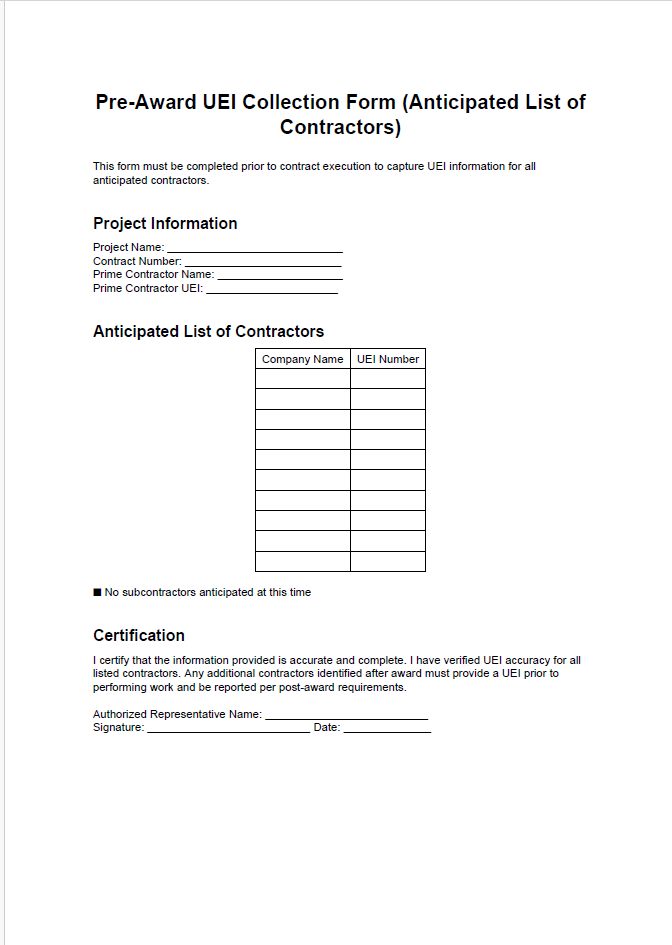 Pre-Award UEI Collection Form (Anticipated List of
Contractors)
This form must be completed prior to contract execution to capture UEI information for all
anticipated contractors.
Project Information
Project Name: ____________________________
Contract Number: _________________________
Prime Contractor Name: ____________________
Prime Contractor UEI: _____________________
Anticipated List of Contractors
Company Name UEI Number
■ No subcontractors anticipated at this time
Certification
I certify that the information provided is accurate and complete. I have verified UEI accuracy for all
listed contractors. Any additional contractors identified after award must provide a UEI prior to
performing work and be reported per post-award requirements.
Authorized Representative Name: __________________________
Signature: __________________________ Date: ______________